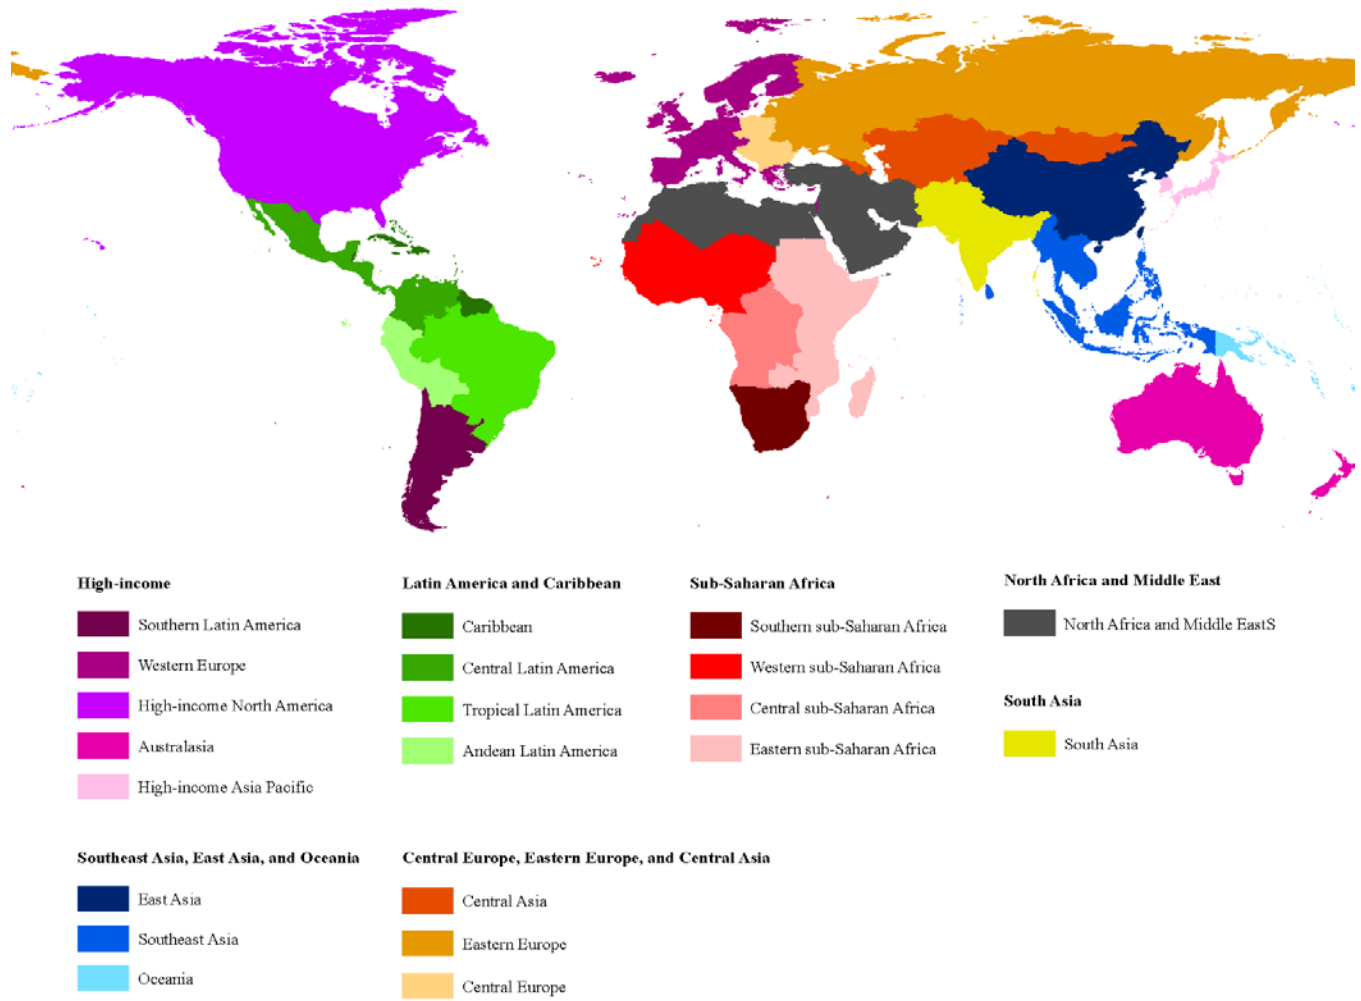 High-income
Southern Latin America
Western Europe
High-income North America
Australasia
High-income Asia Pacific
Latin America and Caribbean
Caribbean
Central Latin America
Tropical Latin America
Andean Latin America
Sub-Saharan Africa
Southern sub-Saharan Africa
Western sub-Saharan Africa
Central sub-Saharan Africa
Eastern sub-Saharan Africa
North Africa and Middle East
North Africa and Middle EastS
South Asia
South Asia
Southeast Asia, East Asia, and Oceania
East Asia
Southeast Asia
Oceania
Central Europe, Eastern Europe, and Central Asia
Central Asia
Eastern Europe
Central Europe